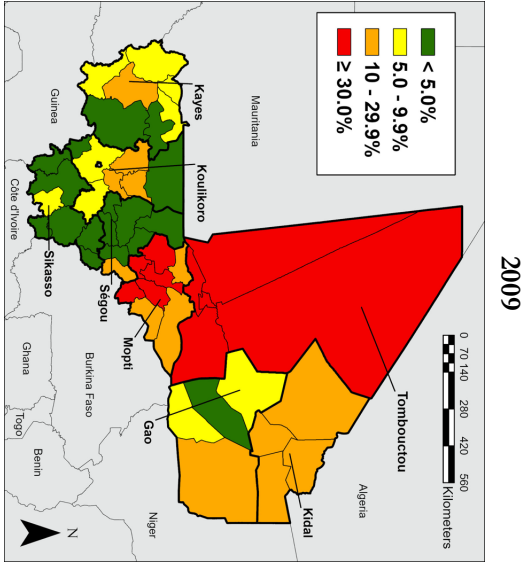 2009
< 5.0%
5.0 - 9.9%
10 - 29.9%
≥ 30.0%
0 70 140 280 420 560
Kilometers
Mauritania
Algeria
Tombouctou
Kidal
Gao
Kayes
Koulikoro
Mopti
Ségou
Sikasso
Guinea
Côte d'Ivoire
Burkina Faso
Ghana
Togo
Benin
Niger
N